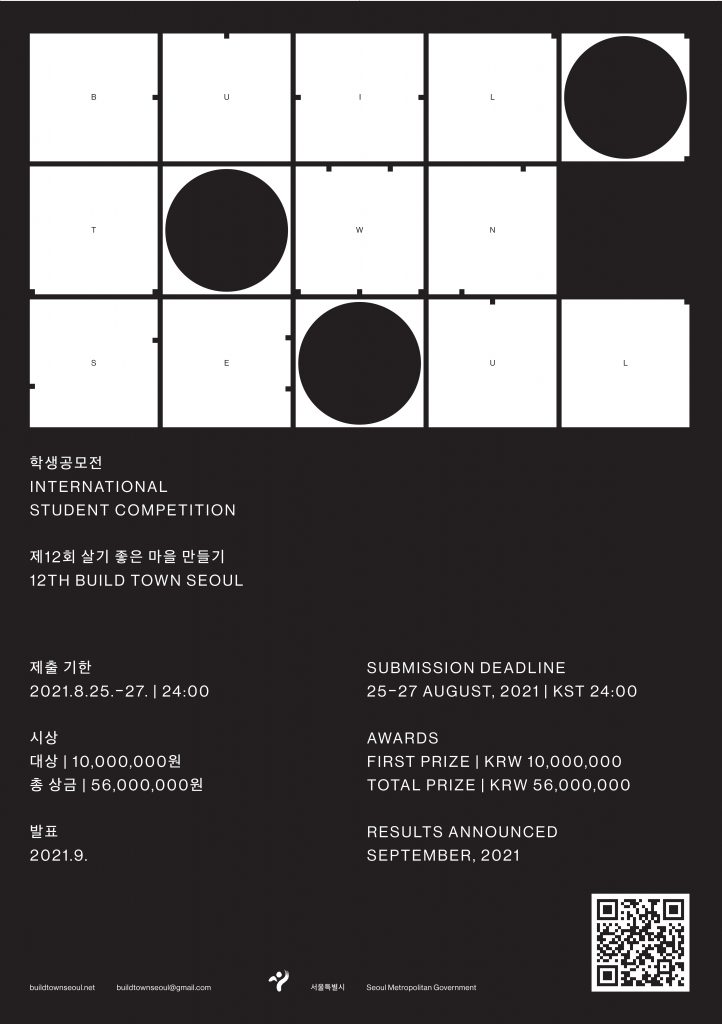 B U I L
T W N
S E U L
학생공모전
INTERNATIONAL
STUDENT COMPETITION
제12회 살기 좋은 마을 만들기
12TH BUILD TOWN SEOUL
제출 기한
2021.8.25.–27. | 24:00
시상
대상 | 10,000,000원
총 상금 | 56,000,000원
발표
2021.9.
SUBMISSION DEADLINE
25–27 AUGUST, 2021 | KST 24:00
AWARDS
FIRST PRIZE | KRW 10,000,000
TOTAL PRIZE | KRW 56,000,000
RESULTS ANNOUNCED
SEPTEMBER, 2021
buildtownseoul.net buildtownseoul@gmail.com 서울특별시 Seoul Metropolitan Government